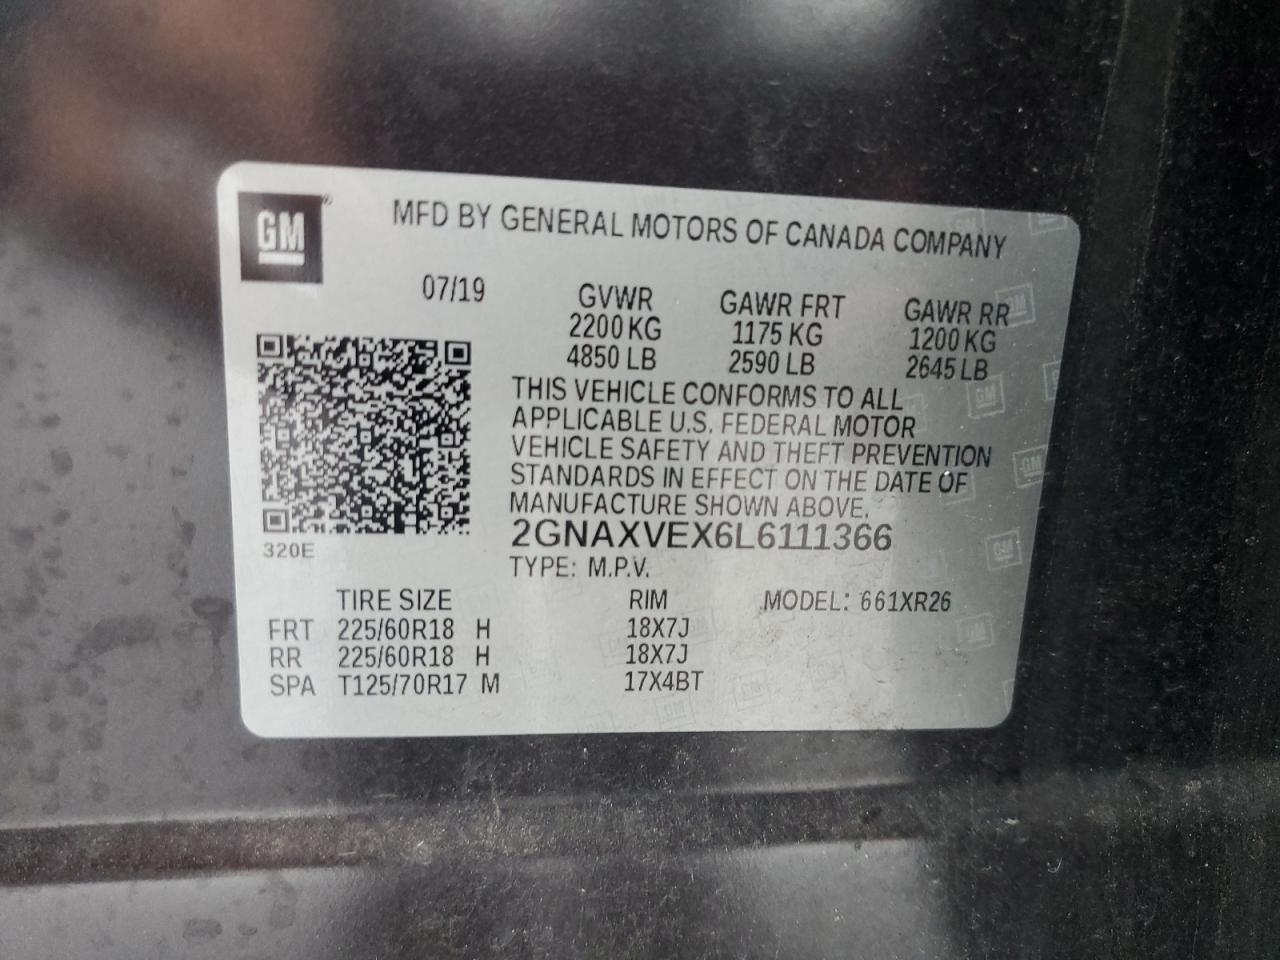 GM
MFD BY GENERAL MOTORS OF CANADA COMPANY
07/19 GVWR GAWR FRT GAWR RR
2200 KG 1175 KG 1200 KG
4850 LB 2590 LB 2645 LB
THIS VEHICLE CONFORMS TO ALL
APPLICABLE U.S. FEDERAL MOTOR
VEHICLE SAFETY AND THEFT PREVENTION
STANDARDS IN EFFECT ON THE DATE OF
MANUFACTURE SHOWN ABOVE.
2GNAXVEX6L6111366
320E
TYPE: M.P.V.
TIRE SIZE RIM MODEL: 661XR26
FRT 225/60R18 H 18X7J
RR 225/60R18 H 18X7J
SPA T125/70R17 M 17X4BT